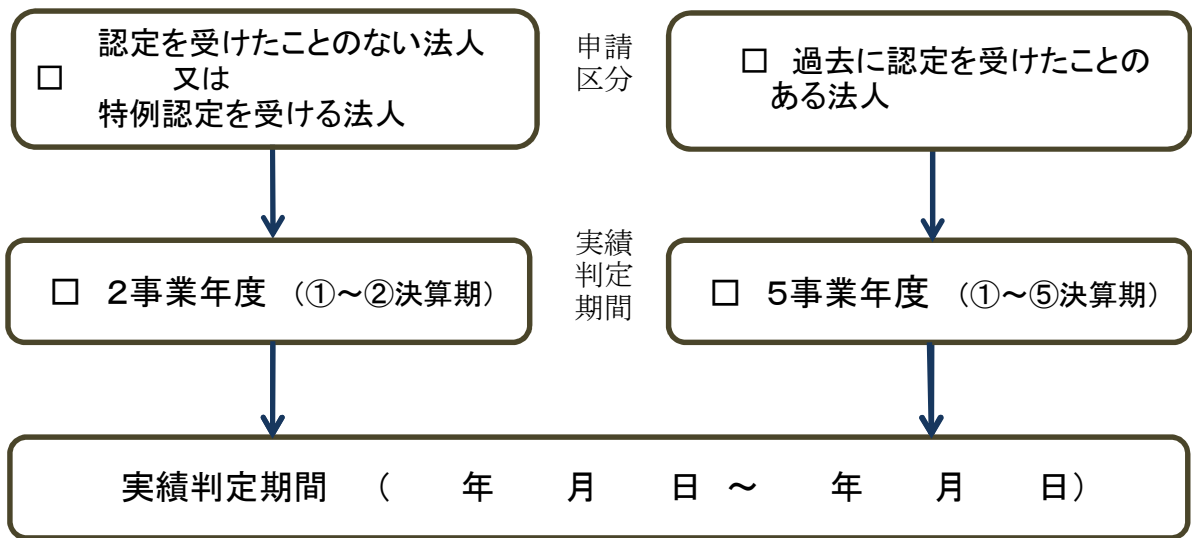 認定を受けたことのない法人
□ 又は
特例認定を受ける法人
申請
区分
□ 過去に認定を受けたことの
ある法人
□ 2事業年度 (①~②決算期)
実績
判定
期間
□ 5事業年度 (①~⑤決算期)
実績判定期間 ( 年 月 日 ~ 年 月 日)